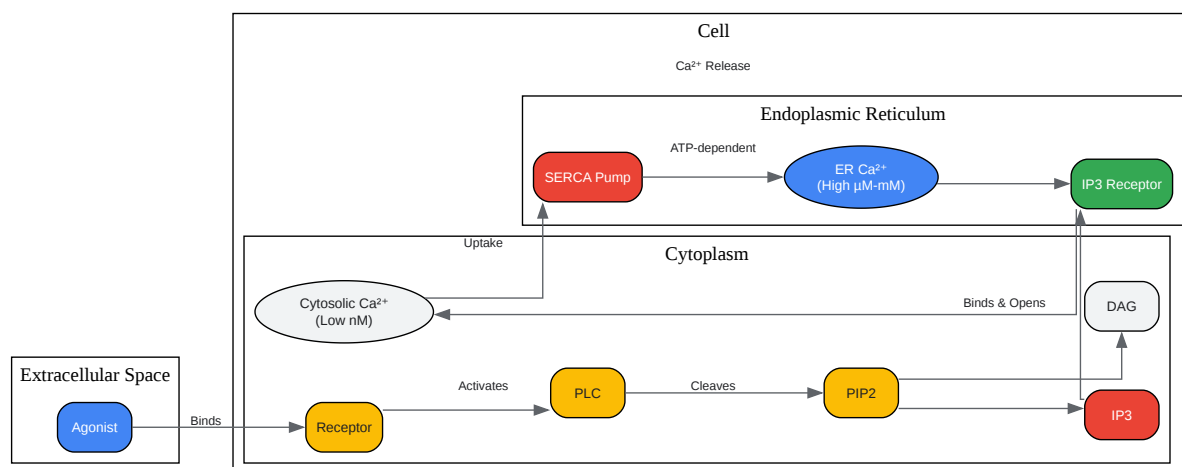 Cell
Ca²⁺ Release
Endoplasmic Reticulum
ATP-dependent
SERCA Pump
ER Ca²⁺
(High µM-mM)
IP3 Receptor
Uptake
Cytoplasm
Cytosolic Ca²⁺
(Low nM)
Binds & Opens
DAG
Extracellular Space
Activates
PLC
Cleaves
PIP2
Agonist
Binds
Receptor
IP3